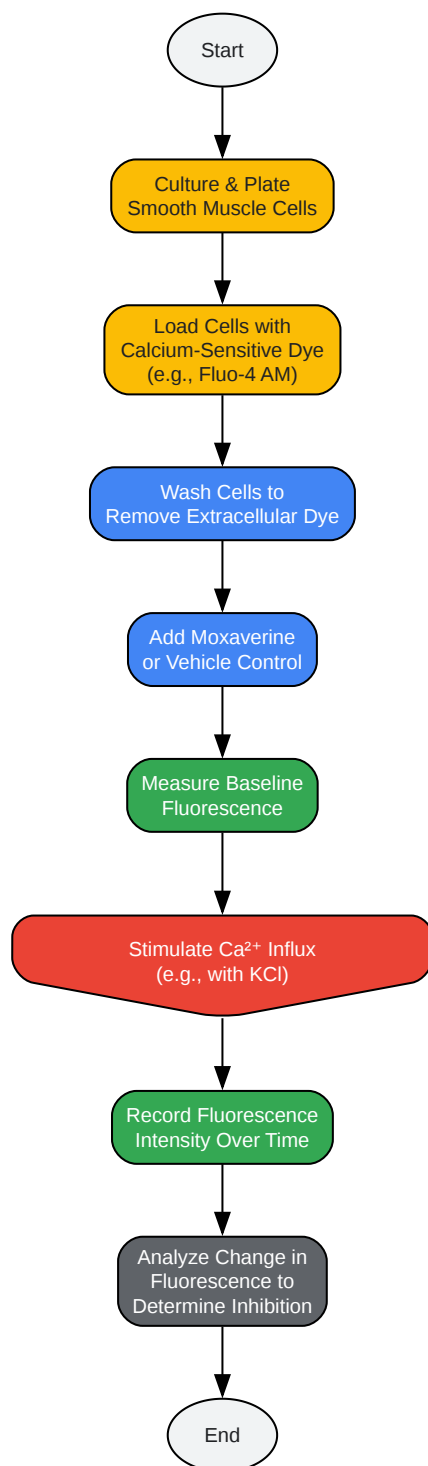 Start
Culture & Plate
Smooth Muscle Cells
Load Cells with
Calcium-Sensitive Dye
(e.g., Fluo-4 AM)
Wash Cells to
Remove Extracellular Dye
Add Moxaverine
or Vehicle Control
Measure Baseline
Fluorescence
Stimulate Ca²⁺ Influx
(e.g., with KCl)
Record Fluorescence
Intensity Over Time
Analyze Change in
Fluorescence to
Determine Inhibition
End